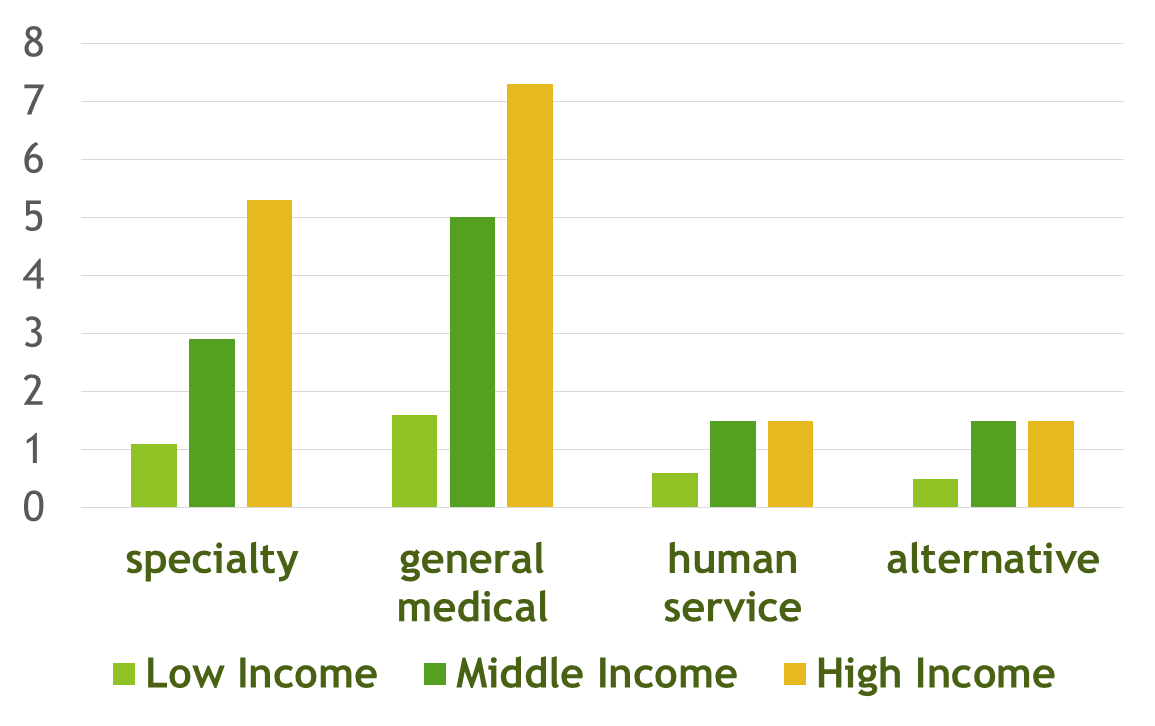 8
7
6
5
4
3
2
1
0
specialty
general
medical
human
service
alternative
Low Income
Middle Income
High Income